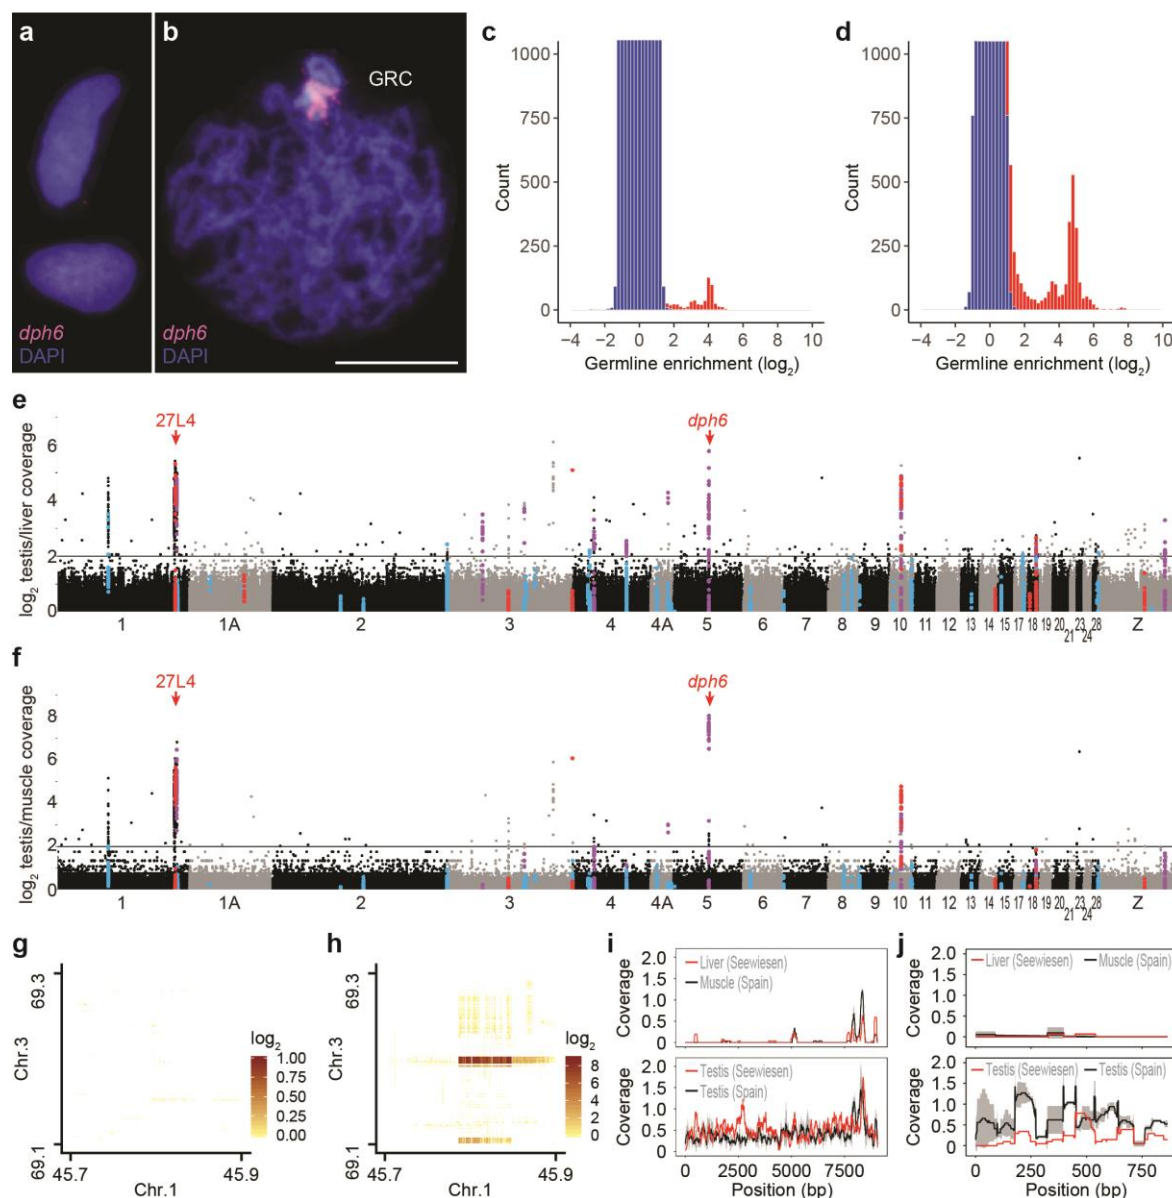 a
b
c
d
GRC
dph6
DAPI
dph6
DAPI
1000
750
500
250
0
Count
−4 −2 0 2 4 6 8 10
Germline enrichment (log2)
1000
750
500
250
0
Count
−4 −2 0 2 4 6 8 10
Germline enrichment (log2)
e
27L4
dph6
log2 testis/liver coverage
6
4
2
0
1 1A 2 3 4 4A 5 6 7 8 9 10 11 12 13 14 15 17 18 19 20 21 23 24 28 Z
f
27L4
dph6
log2 testis/muscle coverage
8
6
4
2
0
1 1A 2 3 4 4A 5 6 7 8 9 10 11 12 13 14 15 17 18 19 20 21 23 24 28 Z
g
69.3
Chr.3
69.1
45.7 45.9
Chr.1
log2
1.00
0.75
0.50
0.25
0.00
h
69.3
69.1
45.7 45.9
Chr.1
log2
8
6
4
2
0
i
Coverage
2.0
1.5
1.0
0.5
0
Liver (Seewiesen)
Muscle (Spain)
Coverage
2.0
1.5
1.0
0.5
0
Testis (Seewiesen)
Testis (Spain)
0 25000 50000 75000
Position (bp)
j
Coverage
2.0
1.5
1.0
0.5
0
Liver (Seewiesen) Muscle (Spain)
Coverage
2.0
1.5
1.0
0.5
0
Testis (Seewiesen) Testis (Spain)
0 250 500 750
Position (bp)